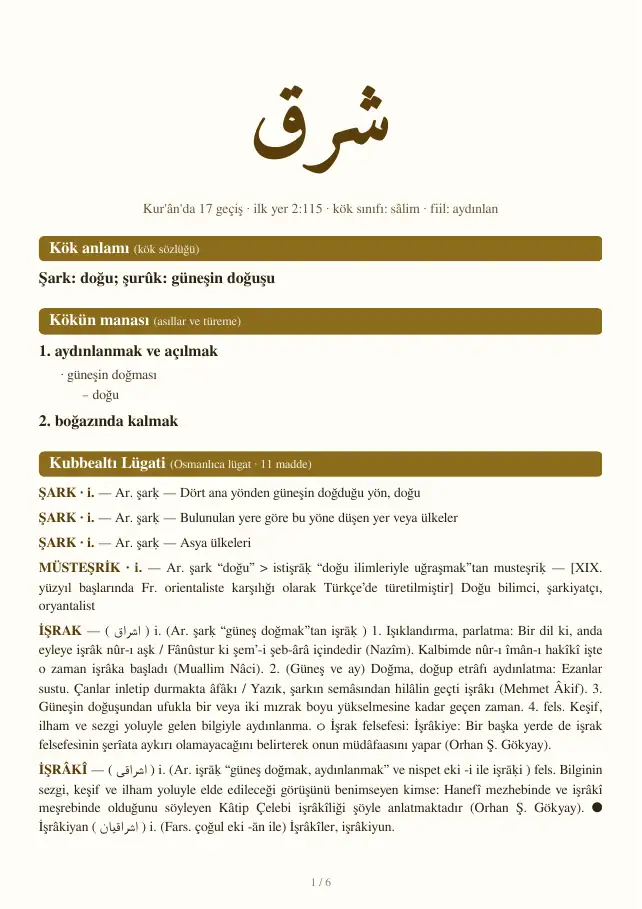 شرق
Kur'ân'da 17 geçiş · ilk yer 2:115 · kök sınıfı: sâlim · fiil: aydınlan
Kök anlamı (kök sözlüğü)
Şark: doğu; şurûk: güneşin doğuşu
Kökün manası (asıllar ve türeme)
1. aydınlanmak ve açılmak
· güneşin doğması
– doğu
2. boğazında kalmak
Kubbealtı Lügati (Osmanlıca lügat · 11 madde)
ŞARK · i. — Ar. şarḳ — Dört ana yönden güneşin doğduğu yön, doğu
ŞARK · i. — Ar. şarḳ — Bulunulan yere göre bu yöne düşen yer veya ülkeler
ŞARK · i. — Ar. şarḳ — Asya ülkeleri
MÜSTEŞRİK · i. — Ar. şark “doğu” > istişrāḳ “doğu ilimleriyle uğraşmak”tan musteşriḳ — [XIX.
yüzyıl başlarında Fr. orientaliste karşılığı olarak Türkçe’de türetilmiştir] Doğu bilimci, şarkiyatçı,
oryantalist
İŞRAK — ( اشراق ) i. (Ar. şarḳ “güneş doğmak”tan işrāḳ ) 1. Işıklandırma, parlatma: Bir dil ki, anda
eyleye işrâk nûr-ı aşk / Fânûstur ki şem’-i şeb-ârâ içindedir (Nazîm). Kalbimde nûr-ı îmân-ı hakîkî işte
o zaman işrâka başladı (Muallim Nâci). 2. (Güneş ve ay) Doğma, doğup etrafı aydınlatma: Ezanlar
sustu. Çanlar inletip durmakta âfâkı / Yazık, şarkın semâsından hilâlin geçti işrâkı (Mehmet Âkif). 3.
Güneşin doğuşundan ufukla bir veya iki mızrak boyu yükselmesine kadar geçen zaman. 4. fels. Keşif,
ilham ve sezgi yoluyle gelen bilgiyle aydınlanma. ο İşrak felsefesi: İşrâkiye: Bir başka yerde de işrak
felsefesinin şerîata aykırı olamayacağını belirterek onun müdâfaasını yapar (Orhan Ş. Gökyay).
İŞRÂKÎ — ( اشراقى ) i. (Ar. işrāḳ “güneş doğmak, aydınlanmak” ve nispet eki -і ile işrāḳі ) fels. Bilginin
sezgi, keşif ve ilham yoluyle elde edileceği görüşünü benimseyen kimse: Hanefî mezhebinde ve işrâkî
meşrebinde olduğunu söyleyen Kâtip Çelebi işrâkîliği şöyle anlatmaktadır (Orhan Ş. Gökyay). ●
İşrâkiyan ( اشراقيان ) i. (Fars. çoğul eki -ān ile) İşrâkîler, işrâkiyun.
1 / 6